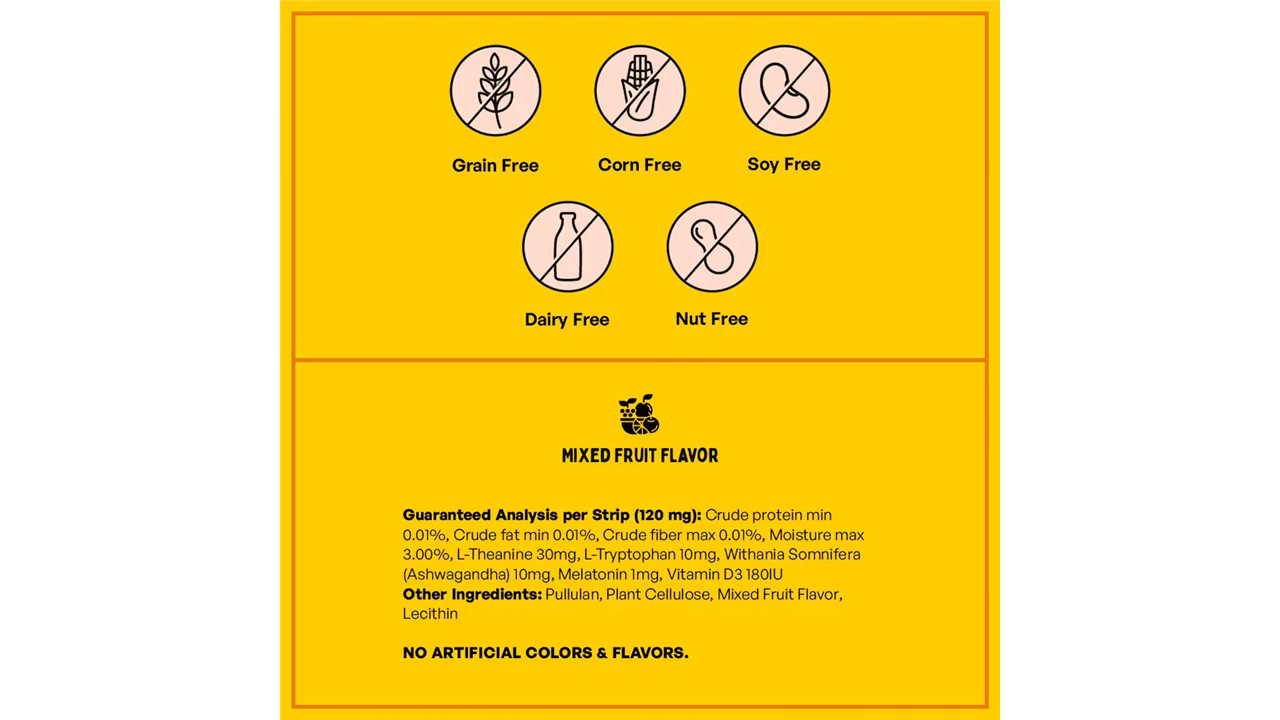 Grain Free
Corn Free
Soy Free
Dairy Free
Nut Free
MIXED FRUIT FLAVOR
Guaranteed Analysis per Strip (120 mg): Crude protein min
0.01%, Crude fat min 0.01%, Crude fiber max 0.01%, Moisture max
3.00%, L-Theanine 30mg, L-Tryptophan 10mg, Withania Somnifera
(Ashwagandha) 10mg, Melatonin 1mg, Vitamin D3 180IU
Other Ingredients: Pullulan, Plant Cellulose, Mixed Fruit Flavor,
Lecithin
NO ARTIFICIAL COLORS & FLAVORS.